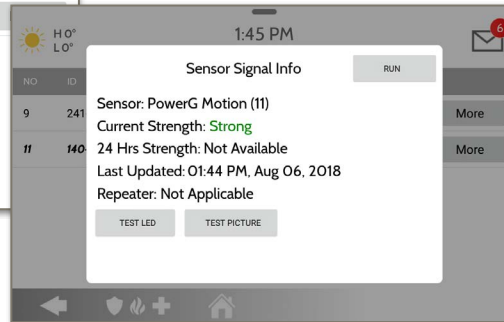 H 0°
L 0°
1:45 PM
6
Sensor Signal Info
RUN
NO ID
Sensor: PowerG Motion (11)
9 241
More
Current Strength: Strong
11 140
24 Hrs Strength: Not Available
More
Last Updated: 01:44 PM, Aug 06, 2018
Repeater: Not Applicable
TEST LED
TEST PICTURE